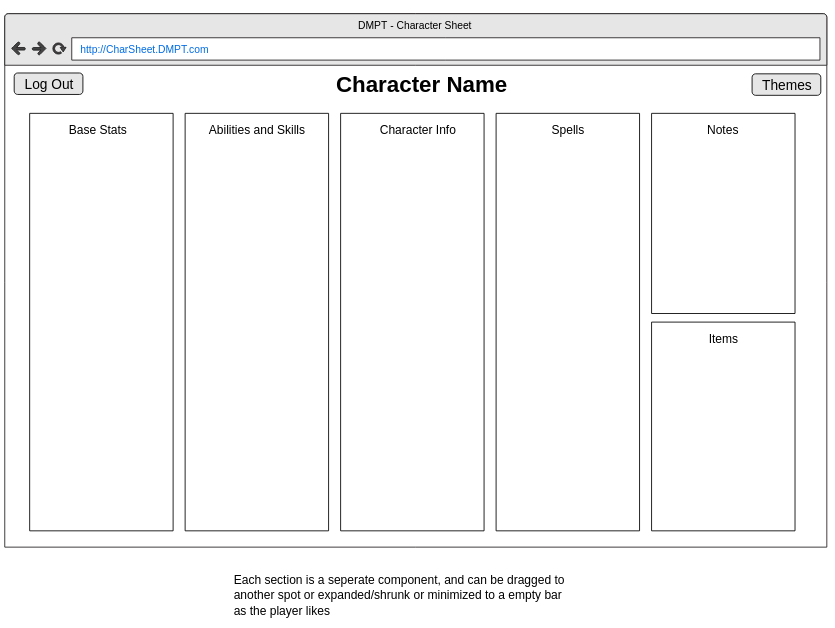 DMPT - Character Sheet
http://CharSheet.DMPT.com
Log Out
Character Name
Themes
Base Stats
Abilities and Skills
Character Info
Spells
Notes
Items
Each section is a seperate component, and can be dragged to
another spot or expanded/shrunk or minimized to a empty bar
as the player likes